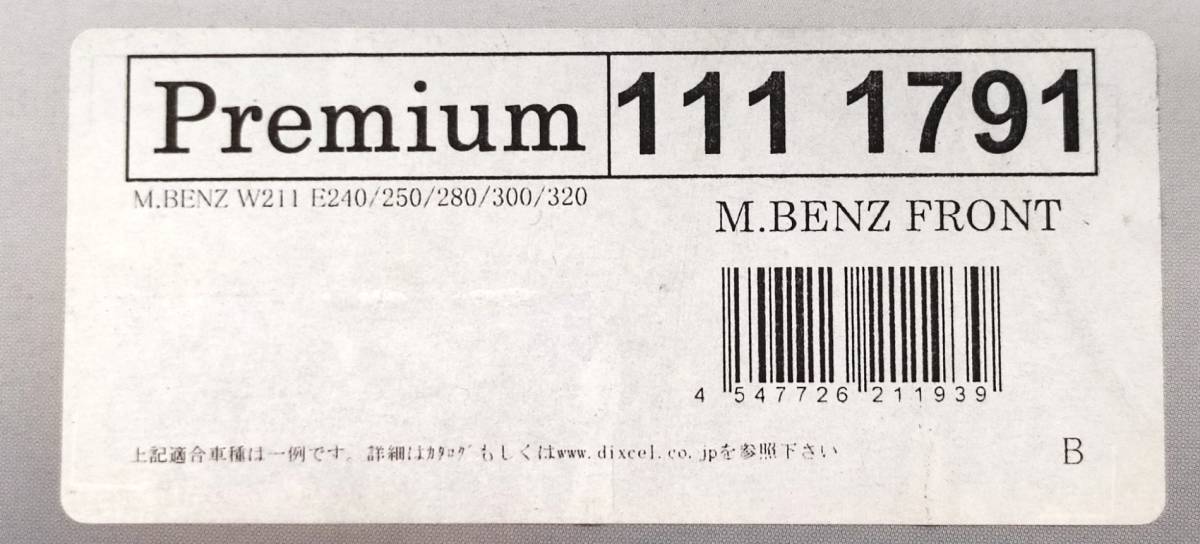 Premium 111 1791
M.BENZ W211 E240/250/280/300/320
M.BENZ FRONT
4 547726 211939
上記適合車種は一例です。詳細はｶﾀﾛｸﾞもしくはwww.dixcel.co.jpを参照下さい
B